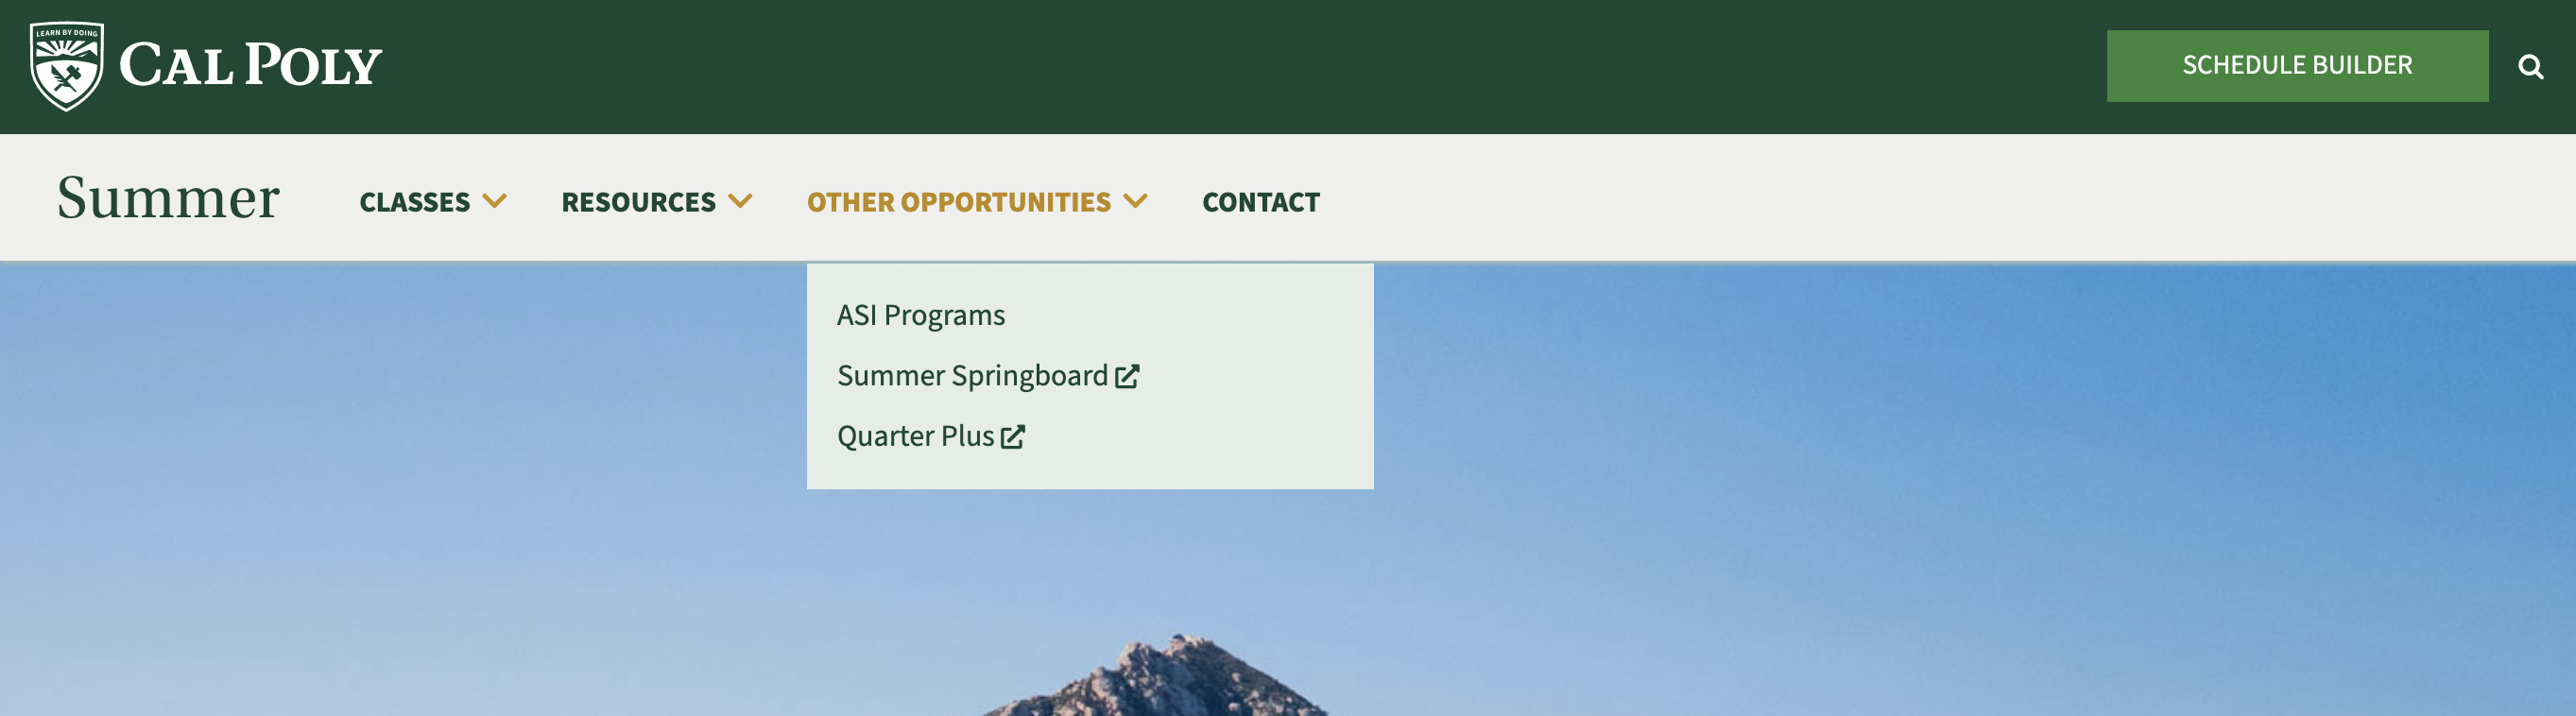 LEARN BY DOING
CAL POLY
SCHEDULE BUILDER
Summer
CLASSES
RESOURCES
OTHER OPPORTUNITIES
CONTACT
ASI Programs
Summer Springboard
Quarter Plus